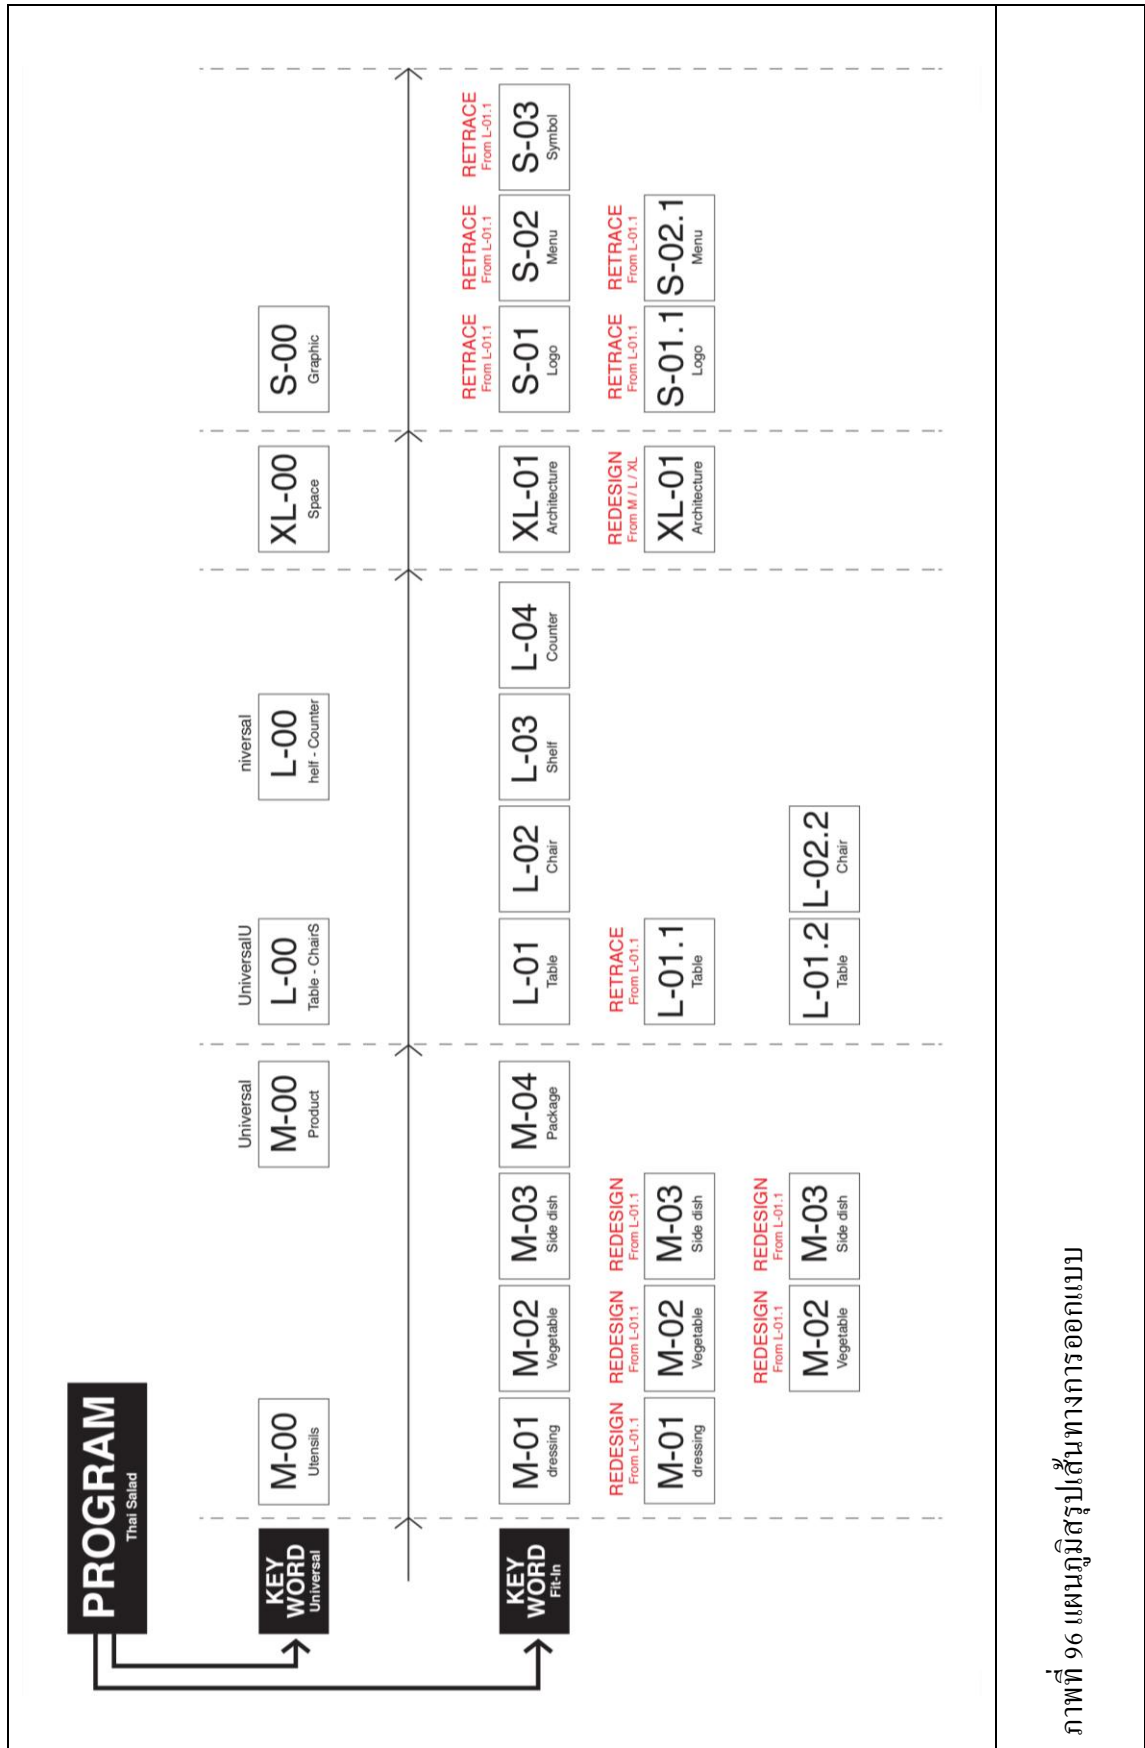 PROGRAM
Thai Salad
KEY
WORD
Universal
M-00
Utensils
Universal
M-00
Product
UniversalU
L-00
Table - ChairS
niversal
L-00
helf - Counter
XL-00
Space
S-00
Graphic
KEY
WORD
Fit-In
M-01
dressing
M-02
Vegetable
M-03
Side dish
M-04
Package
L-01
Table
L-02
Chair
L-03
Shelf
L-04
Counter
XL-01
Architecture
RETRACE
From L-01.1
S-01
Logo
RETRACE
From L-01.1
S-02
Menu
RETRACE
From L-01.1
S-03
Symbol
REDESIGN
From L-01.1
M-01
dressing
REDESIGN
From L-01.1
M-02
Vegetable
REDESIGN
From L-01.1
M-03
Side dish
RETRACE
From L-01.1
L-01.1
Table
REDESIGN
From M / L / XL
XL-01
Architecture
RETRACE
From L-01.1
S-01.1
Logo
RETRACE
From L-01.1
S-02.1
Menu
REDESIGN
From L-01.1
M-02
Vegetable
REDESIGN
From L-01.1
M-03
Side dish
L-01.2
Table
L-02.2
Chair
ภาพที่ 96 แผนภูมิสรุปเส้นทางการออกแบบ